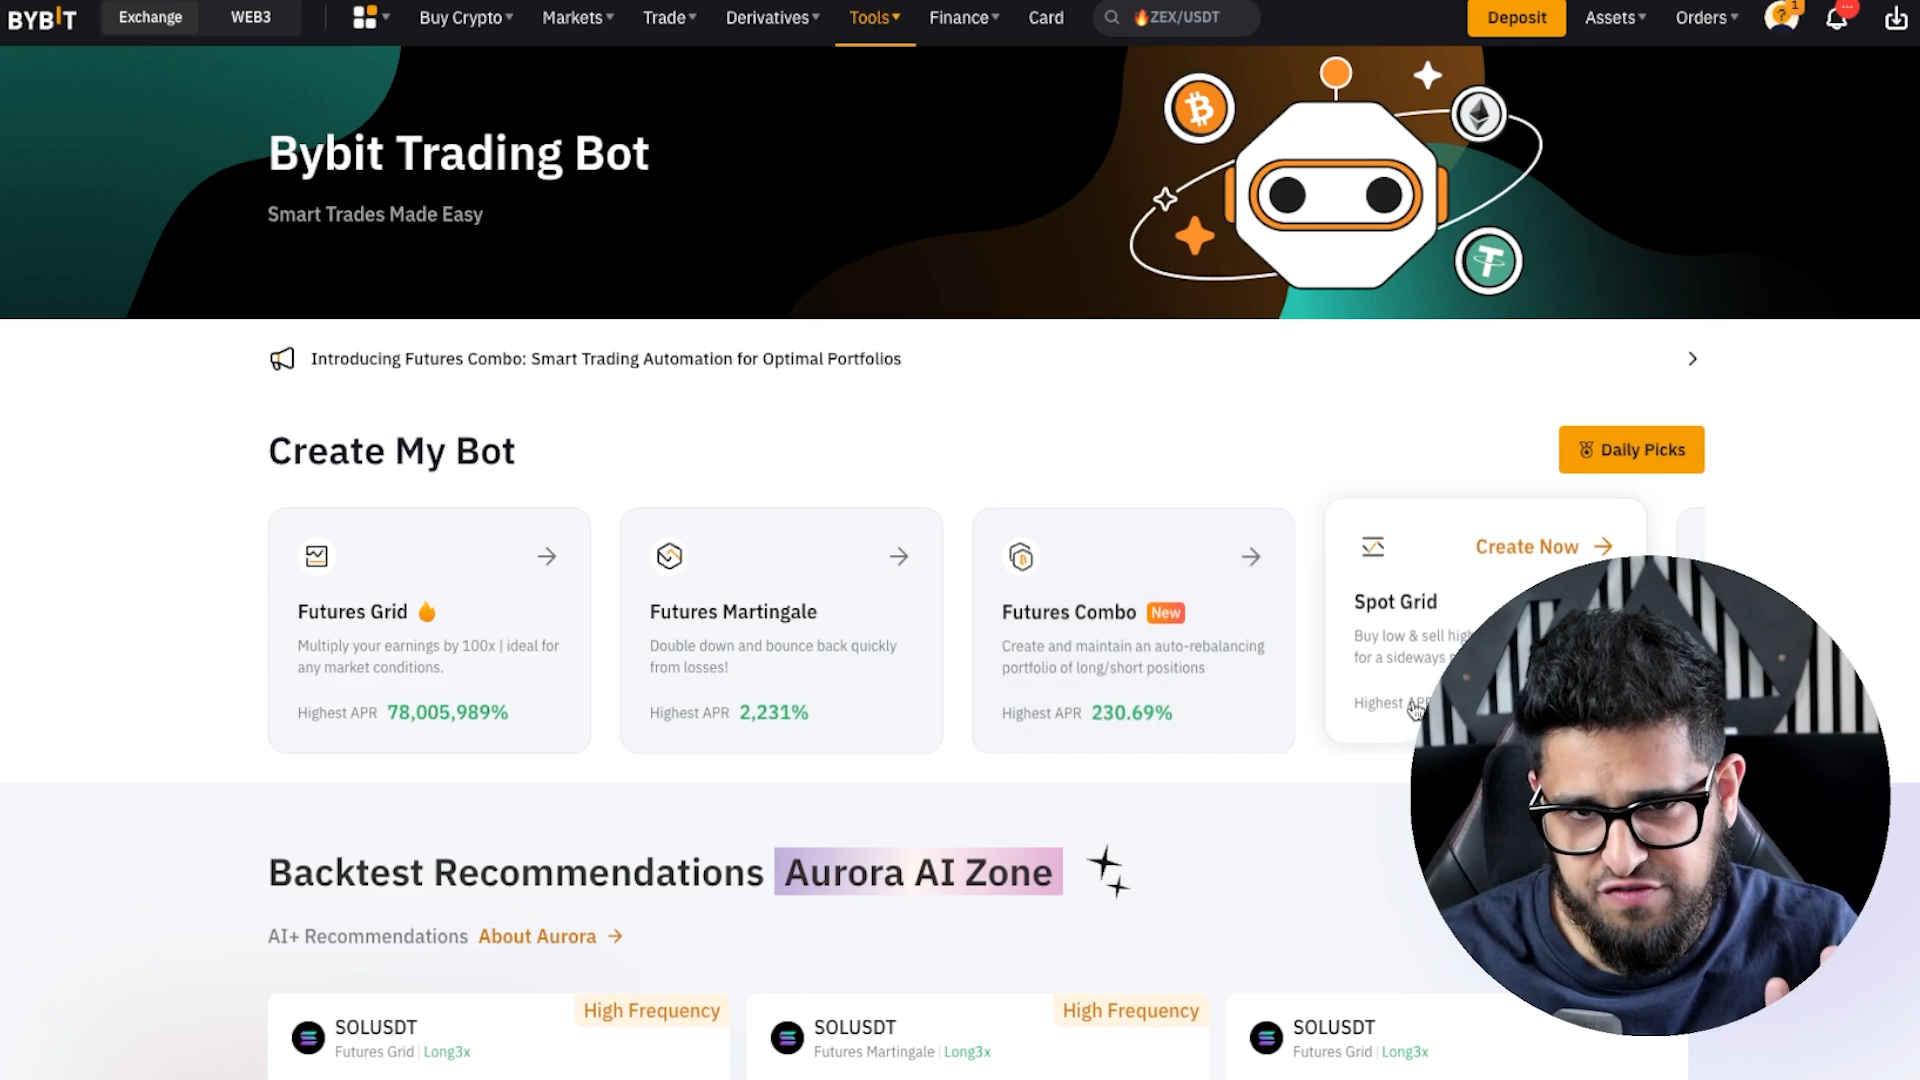 BYBIT
Exchange
WEB3
Buy Crypto
Markets
Trade
Derivatives
Tools
Finance
Card
ZEX/USDT
Deposit
Assets
Orders
1
Bybit Trading Bot
Smart Trades Made Easy
Introducing Futures Combo: Smart Trading Automation for Optimal Portfolios
Create My Bot
Daily Picks
Futures Grid
Multiply your earnings by 100x | ideal for
any market conditions.
Highest APR 78,005,989%
Futures Martingale
Double down and bounce back quickly
from losses!
Highest APR 2,231%
Futures Combo New
Create and maintain an auto-rebalancing
portfolio of long/short positions
Highest APR 230.69%
Create Now
Spot Grid
Buy low & sell high
for a sideways
Highest APR
Backtest Recommendations Aurora AI Zone
AI+ Recommendations About Aurora
High Frequency
SOLUSDT
Futures Grid | Long3x
High Frequency
SOLUSDT
Futures Martingale | Long3x
SOLUSDT
Futures Grid | Long3x